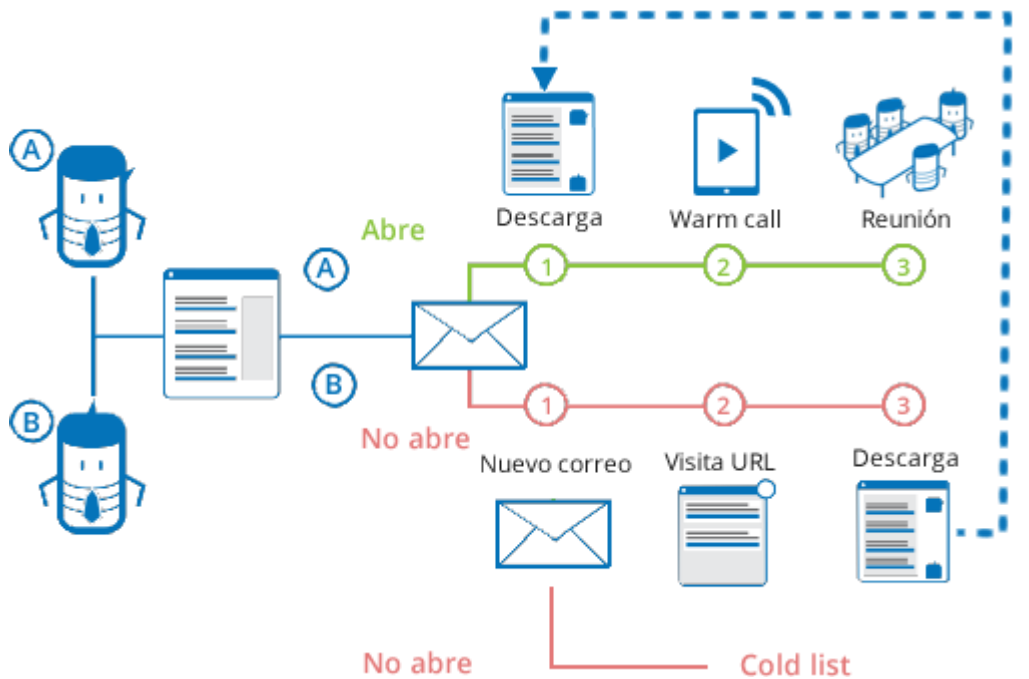 A
Descarga
Warm call
Reunión
Abre
A
1
2
3
B
B
No abre
1
2
3
Nuevo correo
Visita URL
Descarga
No abre
Cold list